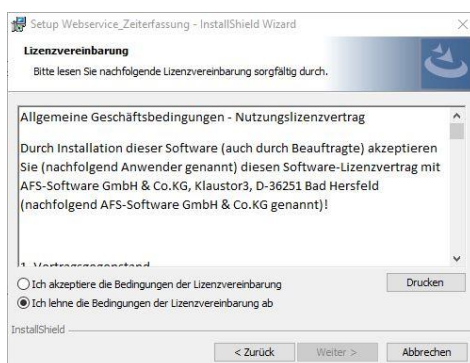 Setup Webservice_Zeiterfassung - InstallShield Wizard
Lizenzvereinbarung
Bitte lesen Sie nachfolgende Lizenzvereinbarung sorgfältig durch.
Allgemeine Geschäftsbedingungen - Nutzungslizenzvertrag
Durch Installation dieser Software (auch durch Beauftragte) akzeptieren
Sie (nachfolgend Anwender genannt) diesen Software-Lizenzvertrag mit
AFS-Software GmbH & Co.KG, Klaustor3, D-36251 Bad Hersfeld
(nachfolgend AFS-Software GmbH & Co.KG genannt)!
1. Vertragsgegenstand
Ich akzeptiere die Bedingungen der Lizenzvereinbarung
Drucken
Ich lehne die Bedingungen der Lizenzvereinbarung ab
InstallShield
< Zurück
Weiter >
Abbrechen